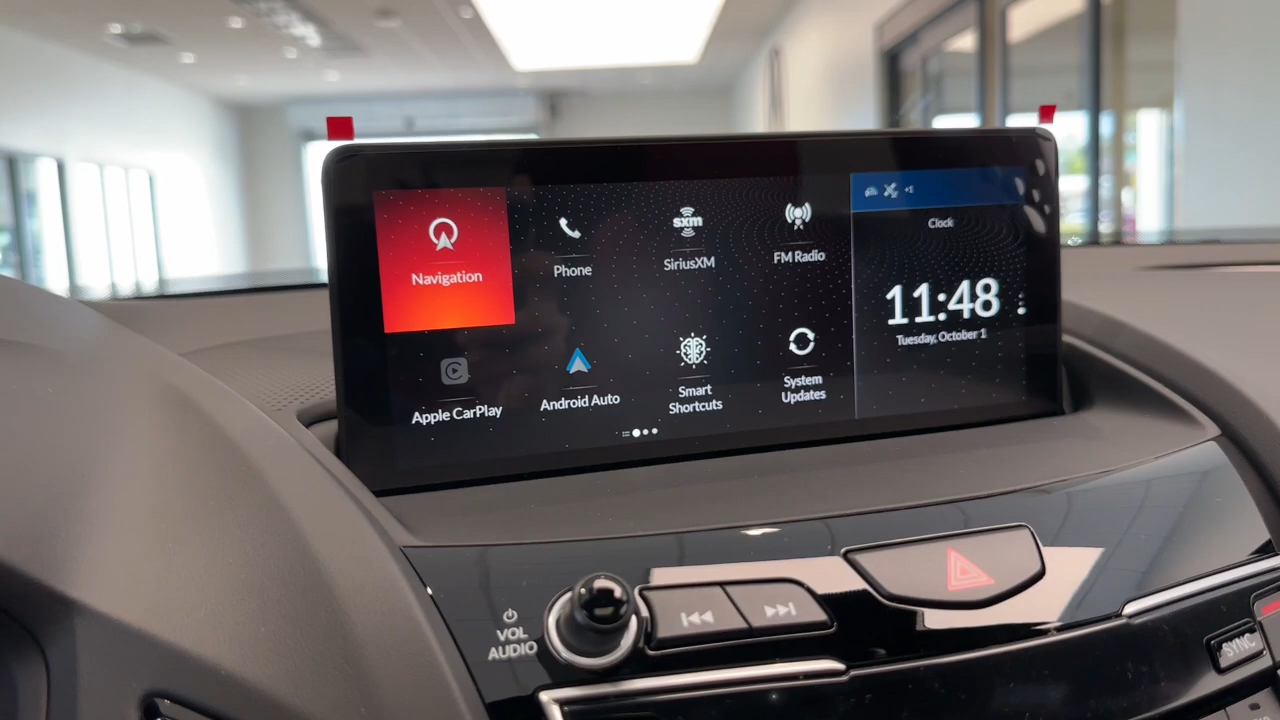 Navigation
Phone
sxm
SiriusXM
FM Radio
+1
Clock
11:48
Tuesday, October 1
Apple CarPlay
Android Auto
Smart
Shortcuts
System
Updates
VOL
AUDIO
SYNC